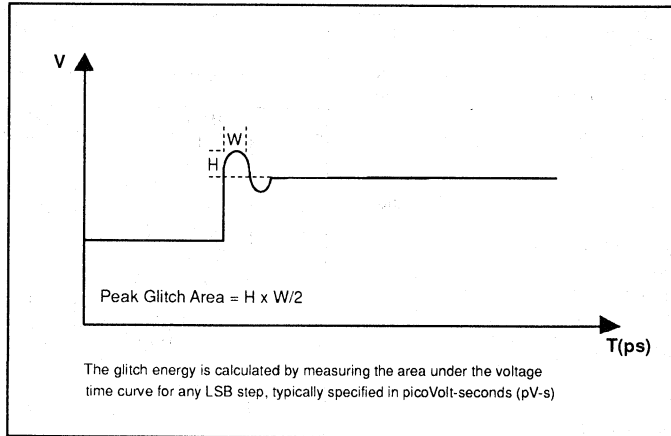 V
W
H
Peak Glitch Area = H x W/2
T(ps)
The glitch energy is calculated by measuring the area under the voltage
time curve for any LSB step, typically specified in picoVolt-seconds (pV-s)